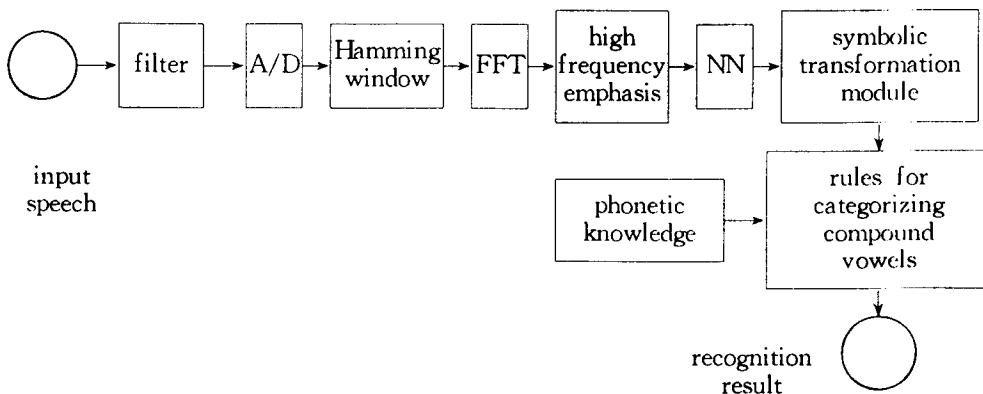 filter
A/D
Hamming
window
FFT
high
frequency
emphasis
NN
symbolic
transformation
module
input
speech
phonetic
knowledge
rules for
categorizing
compound
vowels
recognition
result